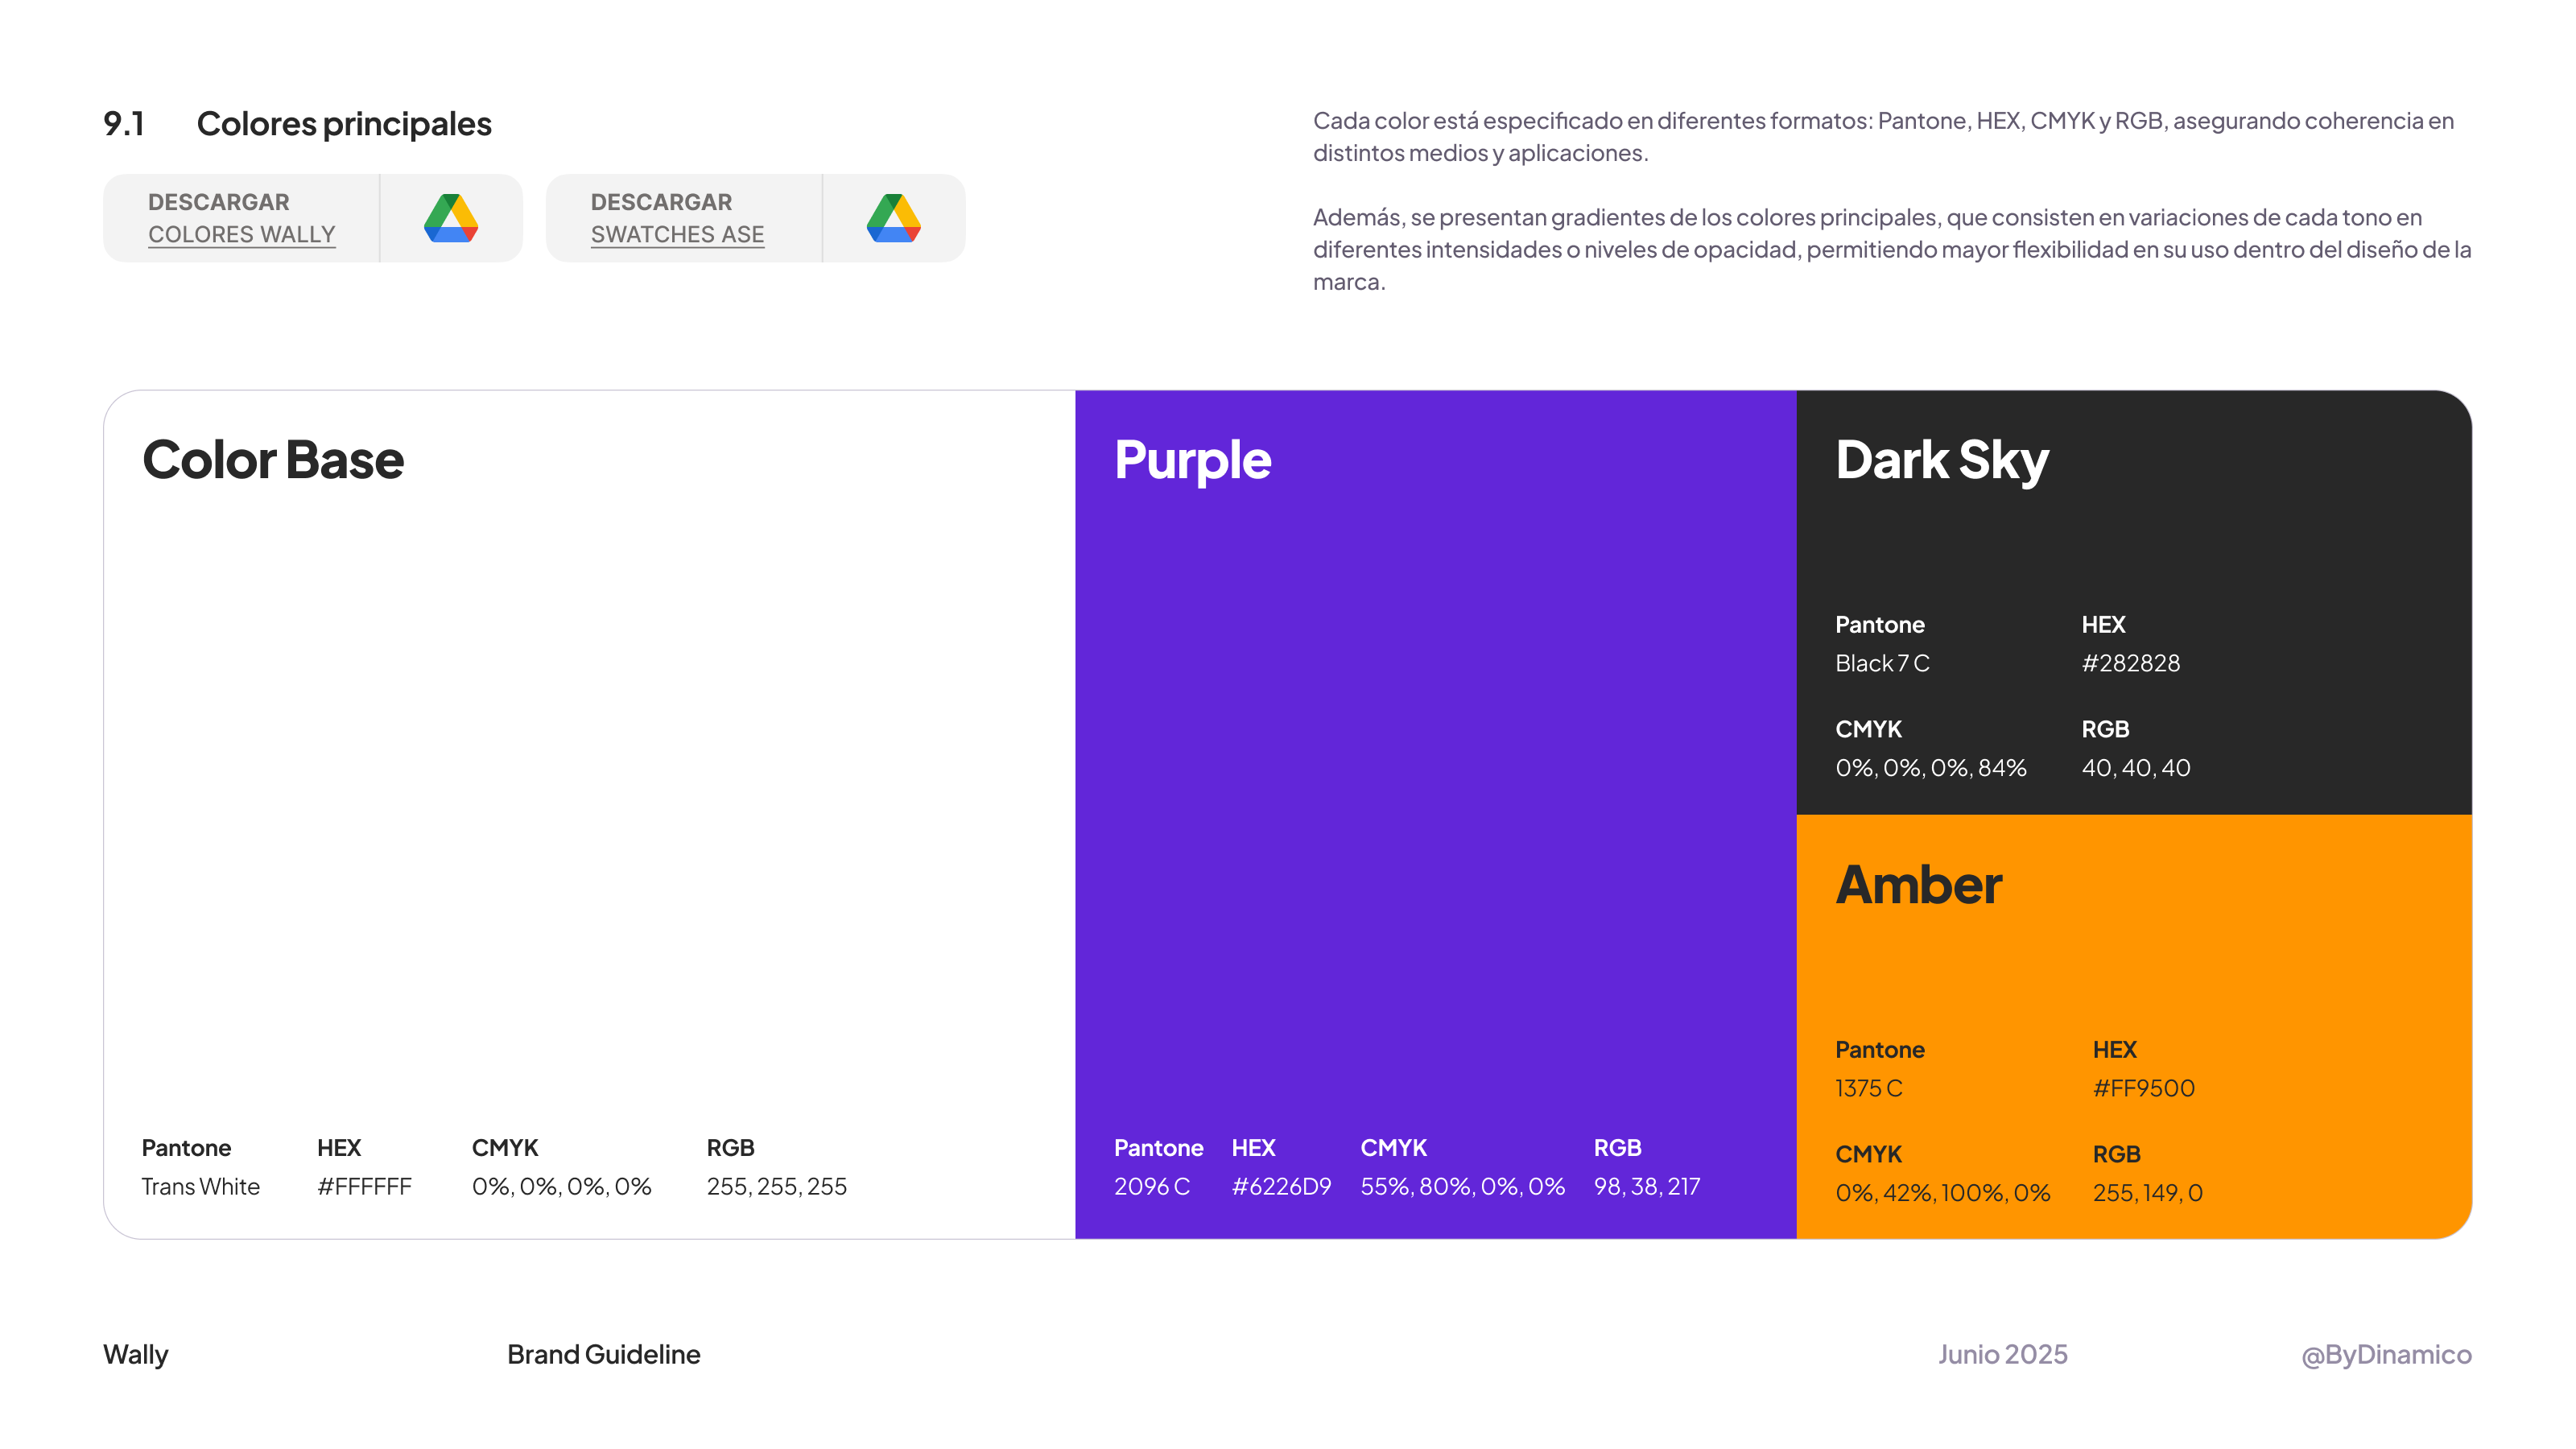 9.1 Colores principales
DESCARGAR
COLORES WALLY
DESCARGAR
SWATCHES ASE
Cada color está especificado en diferentes formatos: Pantone, HEX, CMYK y RGB, asegurando coherencia en
distintos medios y aplicaciones.
Además, se presentan gradientes de los colores principales, que consisten en variaciones de cada tono en
diferentes intensidades o niveles de opacidad, permitiendo mayor flexibilidad en su uso dentro del diseño de la
marca.
Color Base
Pantone HEX CMYK RGB
Trans White #FFFFFF 0%, 0%, 0%, 0% 255, 255, 255
Purple
Pantone HEX CMYK RGB
2096 C #6226D9 55%, 80%, 0%, 0% 98, 38, 217
Dark Sky
Pantone HEX
Black 7 C #282828
CMYK RGB
0%, 0%, 0%, 84% 40, 40, 40
Amber
Pantone HEX
1375 C #FF9500
CMYK RGB
0%, 42%, 100%, 0% 255, 149, 0
Wally Brand Guideline Junio 2025 @ByDinamico